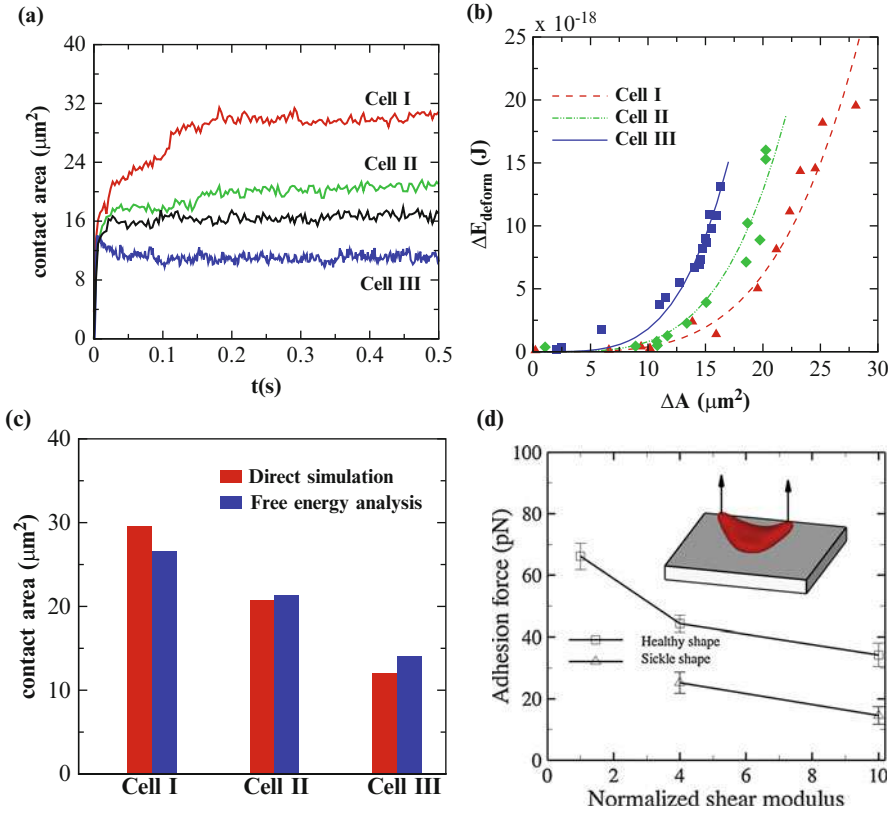 (a)
contact area (μm²)
40
32
24
16
8
0
Cell I
Cell II
Cell III
0
0.1
0.2
0.3
0.4
0.5
t(s)
(b)
x 10⁻¹⁸
ΔE_deform (J)
25
20
15
10
5
0
Cell I
Cell II
Cell III
0
5
10
15
20
25
30
ΔA (μm²)
(c)
contact area (μm²)
40
30
20
10
0
Direct simulation
Free energy analysis
Cell I
Cell II
Cell III
(d)
Adhesion force (pN)
100
80
60
40
20
0
Healthy shape
Sickle shape
0
2
4
6
8
10
Normalized shear modulus